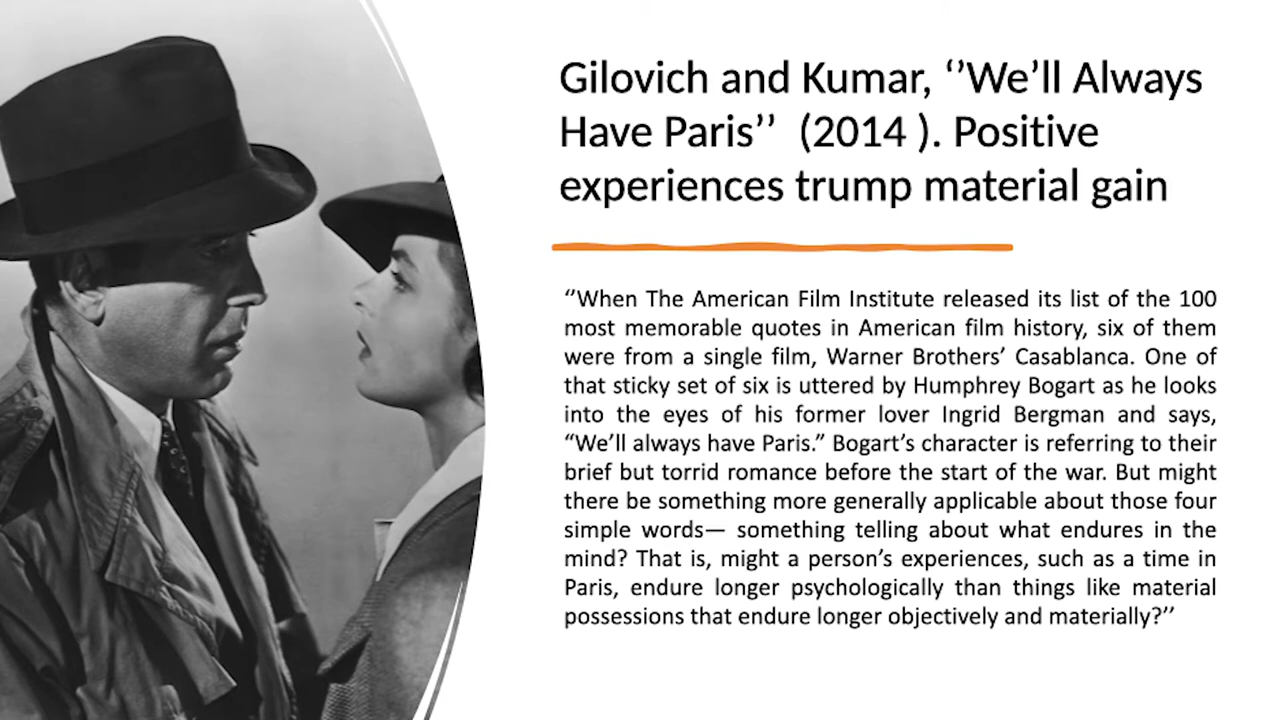 Gilovich and Kumar, ‘’We’ll Always
Have Paris’’ (2014 ). Positive
experiences trump material gain
‘’When The American Film Institute released its list of the 100
most memorable quotes in American film history, six of them
were from a single film, Warner Brothers’ Casablanca. One of
that sticky set of six is uttered by Humphrey Bogart as he looks
into the eyes of his former lover Ingrid Bergman and says,
“We’ll always have Paris.” Bogart’s character is referring to their
brief but torrid romance before the start of the war. But might
there be something more generally applicable about those four
simple words— something telling about what endures in the
mind? That is, might a person’s experiences, such as a time in
Paris, endure longer psychologically than things like material
possessions that endure longer objectively and materially?’’